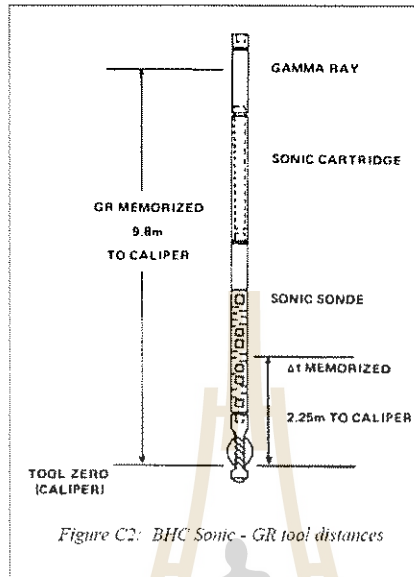 GAMMA RAY
SONIC CARTRIDGE
GR MEMORIZED
9.8m
TO CALIPER
SONIC SONDE
Δt MEMORIZED
2.25m TO CALIPER
TOOL ZERO
(CALIPER)
Figure C2: BHC Sonic - GR tool distances